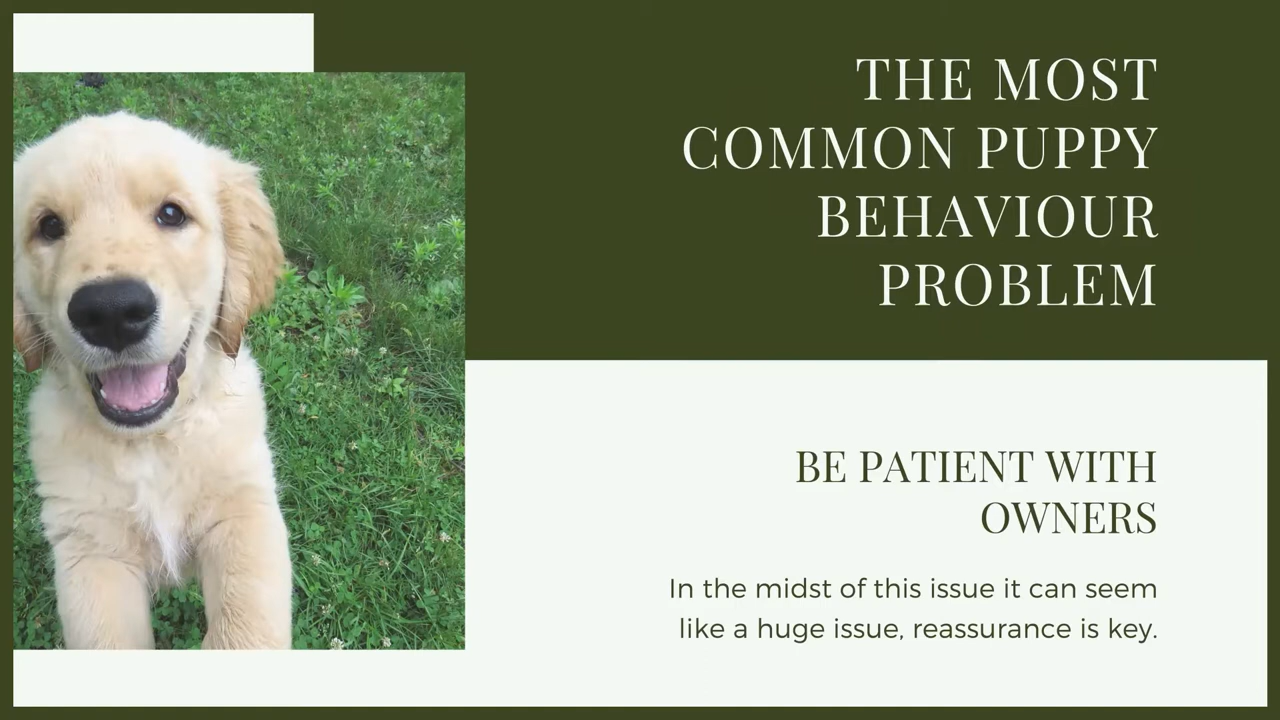 THE MOST
COMMON PUPPY
BEHAVIOUR
PROBLEM
BE PATIENT WITH
OWNERS
In the midst of this issue it can seem
like a huge issue, reassurance is key.